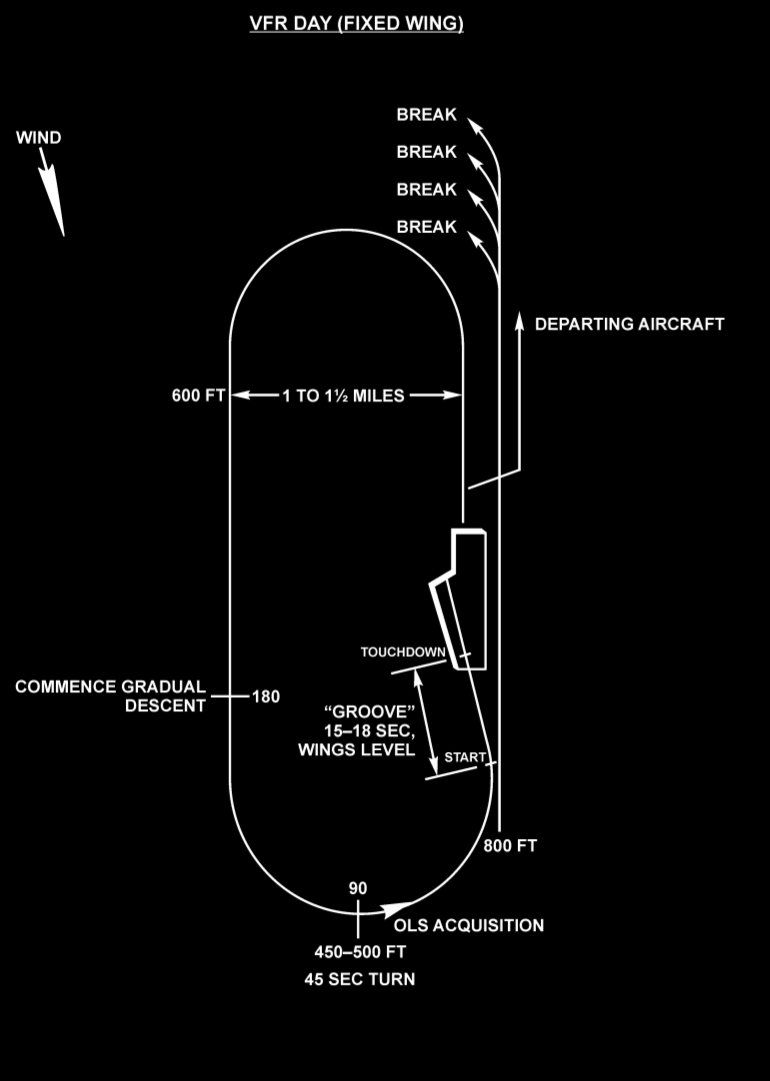 VFR DAY (FIXED WING)
BREAK
WIND
BREAK
BREAK
BREAK
DEPARTING AIRCRAFT
600 FT
1 TO 1½ MILES
TOUCHDOWN
COMMENCE GRADUAL
DESCENT
180
“GROOVE”
15–18 SEC,
WINGS LEVEL
START
800 FT
90
OLS ACQUISITION
450–500 FT
45 SEC TURN